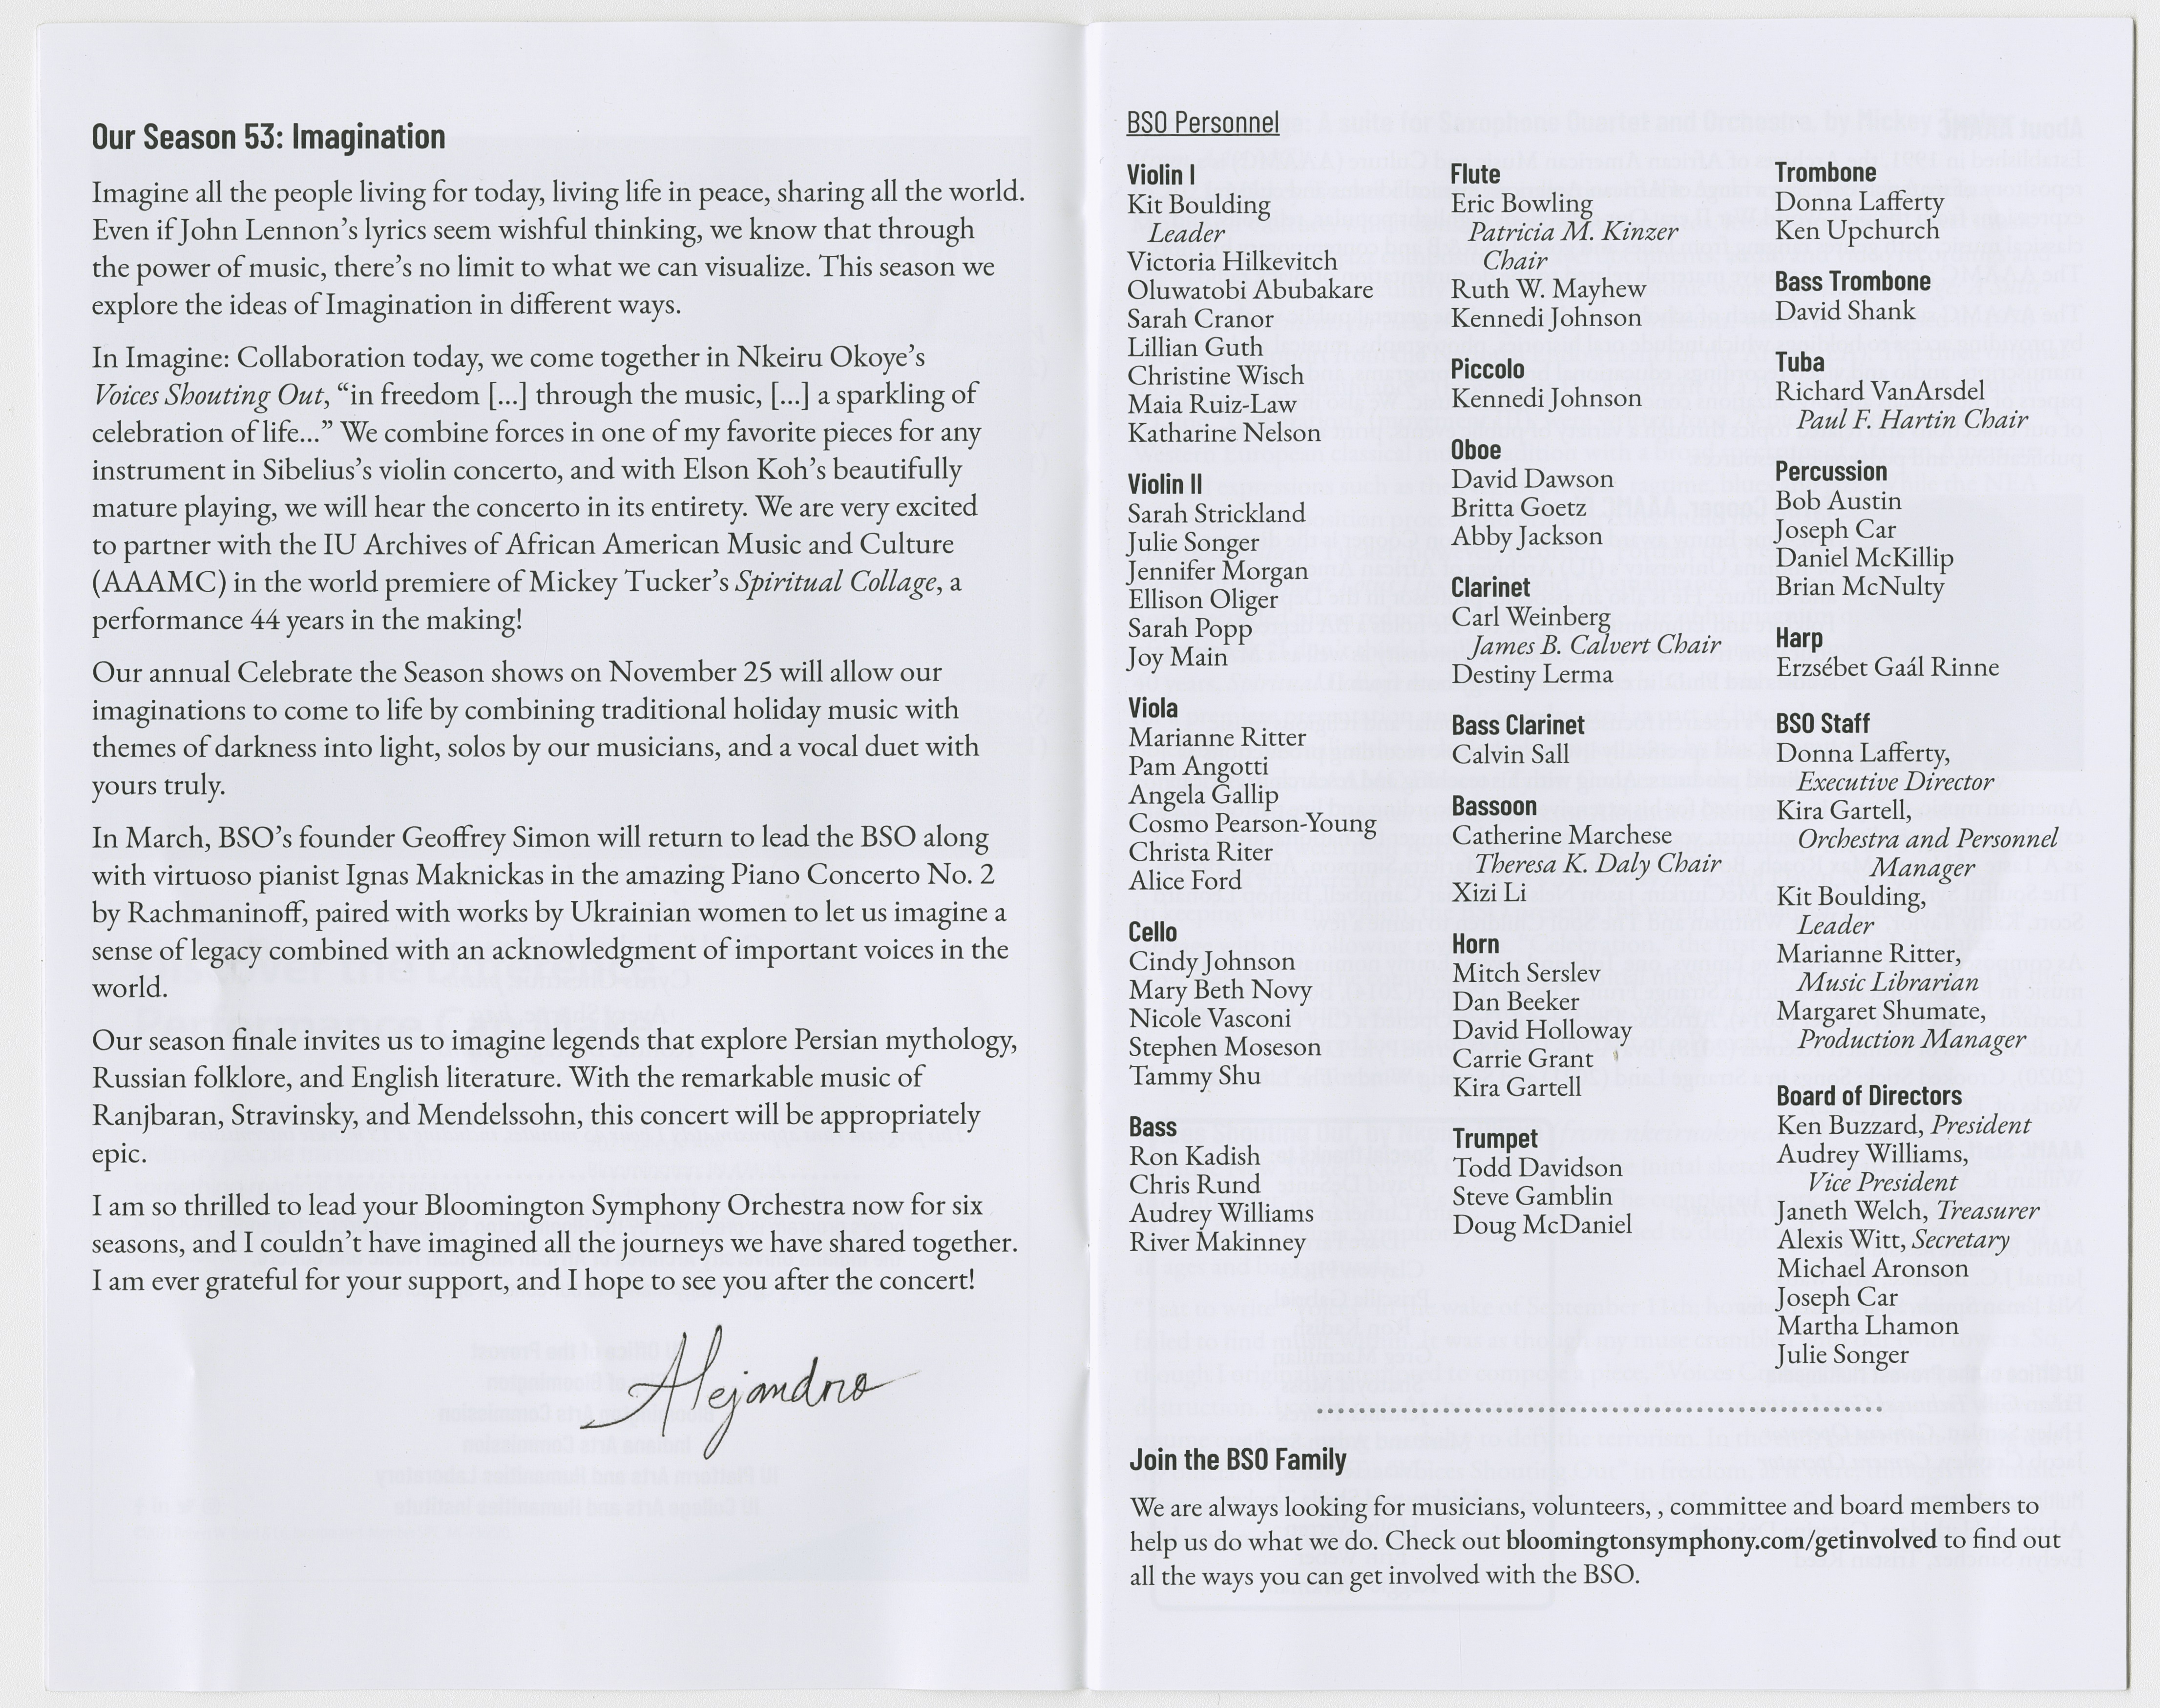 Our Season 53: Imagination
Imagine all the people living for today, living life in peace, sharing all the world.
Even if John Lennon’s lyrics seem wishful thinking, we know that through
the power of music, there’s no limit to what we can visualize. This season we
explore the ideas of Imagination in different ways.
In Imagine: Collaboration today, we come together in Nkeiru Okoye’s
Voices Shouting Out, “in freedom [...] through the music, [...] a sparkling of
celebration of life...” We combine forces in one of my favorite pieces for any
instrument in Sibelius’s violin concerto, and with Elson Koh’s beautifully
mature playing, we will hear the concerto in its entirety. We are very excited
to partner with the IU Archives of African American Music and Culture
(AAAMC) in the world premiere of Mickey Tucker’s Spiritual Collage, a
performance 44 years in the making!
Our annual Celebrate the Season shows on November 25 will allow our
imaginations to come to life by combining traditional holiday music with
themes of darkness into light, solos by our musicians, and a vocal duet with
yours truly.
In March, BSO’s founder Geoffrey Simon will return to lead the BSO along
with virtuoso pianist Ignas Maknickas in the amazing Piano Concerto No. 2
by Rachmaninoff, paired with works by Ukrainian women to let us imagine a
sense of legacy combined with an acknowledgment of important voices in the
world.
Our season finale invites us to imagine legends that explore Persian mythology,
Russian folklore, and English literature. With the remarkable music of
Ranjbaran, Stravinsky, and Mendelssohn, this concert will be appropriately
epic.
I am so thrilled to lead your Bloomington Symphony Orchestra now for six
seasons, and I couldn’t have imagined all the journeys we have shared together.
I am ever grateful for your support, and I hope to see you after the concert!
Alejandro
BSO Personnel
Violin I
Kit Boulding
Leader
Victoria Hilkevitch
Oluwatobi Abubakare
Sarah Cranor
Lillian Guth
Christine Wisch
Maia Ruiz-Law
Katharine Nelson
Violin II
Sarah Strickland
Julie Songer
Jennifer Morgan
Ellison Oliger
Sarah Popp
Joy Main
Viola
Marianne Ritter
Pam Angotti
Angela Gallip
Cosmo Pearson-Young
Christa Riter
Alice Ford
Cello
Cindy Johnson
Mary Beth Novy
Nicole Vasconi
Stephen Moseson
Tammy Shu
Bass
Ron Kadish
Chris Rund
Audrey Williams
River Makinney
Flute
Eric Bowling
Patricia M. Kinzer
Chair
Ruth W. Mayhew
Kennedi Johnson
Piccolo
Kennedi Johnson
Oboe
David Dawson
Britta Goetz
Abby Jackson
Clarinet
Carl Weinberg
James B. Calvert Chair
Destiny Lerma
Bass Clarinet
Calvin Sall
Bassoon
Catherine Marchese
Theresa K. Daly Chair
Xizi Li
Horn
Mitch Serslev
Dan Beeker
David Holloway
Carrie Grant
Kira Gartell
Trumpet
Todd Davidson
Steve Gamblin
Doug McDaniel
Trombone
Donna Lafferty
Ken Upchurch
Bass Trombone
David Shank
Tuba
Richard VanArsdel
Paul F. Hartin Chair
Percussion
Bob Austin
Joseph Car
Daniel McKillip
Brian McNulty
Harp
Erzsébet Gaál Rinne
BSO Staff
Donna Lafferty,
Executive Director
Kira Gartell,
Orchestra and Personnel
Manager
Kit Boulding,
Leader
Marianne Ritter,
Music Librarian
Margaret Shumate,
Production Manager
Board of Directors
Ken Buzzard, President
Audrey Williams,
Vice President
Janeth Welch, Treasurer
Alexis Witt, Secretary
Michael Aronson
Joseph Car
Martha Lhamon
Julie Songer
Join the BSO Family
We are always looking for musicians, volunteers, , committee and board members to
help us do what we do. Check out bloomingtonsymphony.com/getinvolved to find out
all the ways you can get involved with the BSO.